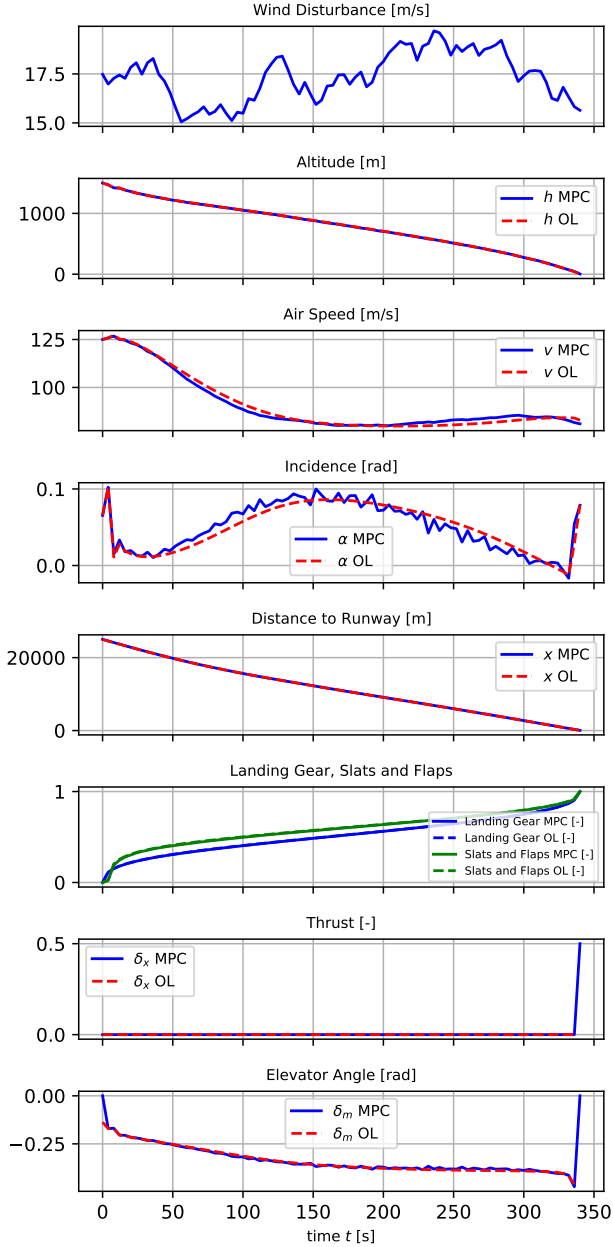 Wind Disturbance [m/s]
17.5
15.0
Altitude [m]
1000
0
h MPC
h OL
Air Speed [m/s]
125
100
v MPC
v OL
Incidence [rad]
0.1
0.0
α MPC
α OL
Distance to Runway [m]
20000
0
x MPC
x OL
Landing Gear, Slats and Flaps
1
0
Landing Gear MPC [-]
Landing Gear OL [-]
Slats and Flaps MPC [-]
Slats and Flaps OL [-]
Thrust [-]
0.5
0.0
δx MPC
δx OL
Elevator Angle [rad]
0.00
−0.25
δm MPC
δm OL
0 50 100 150 200 250 300 350
time t [s]